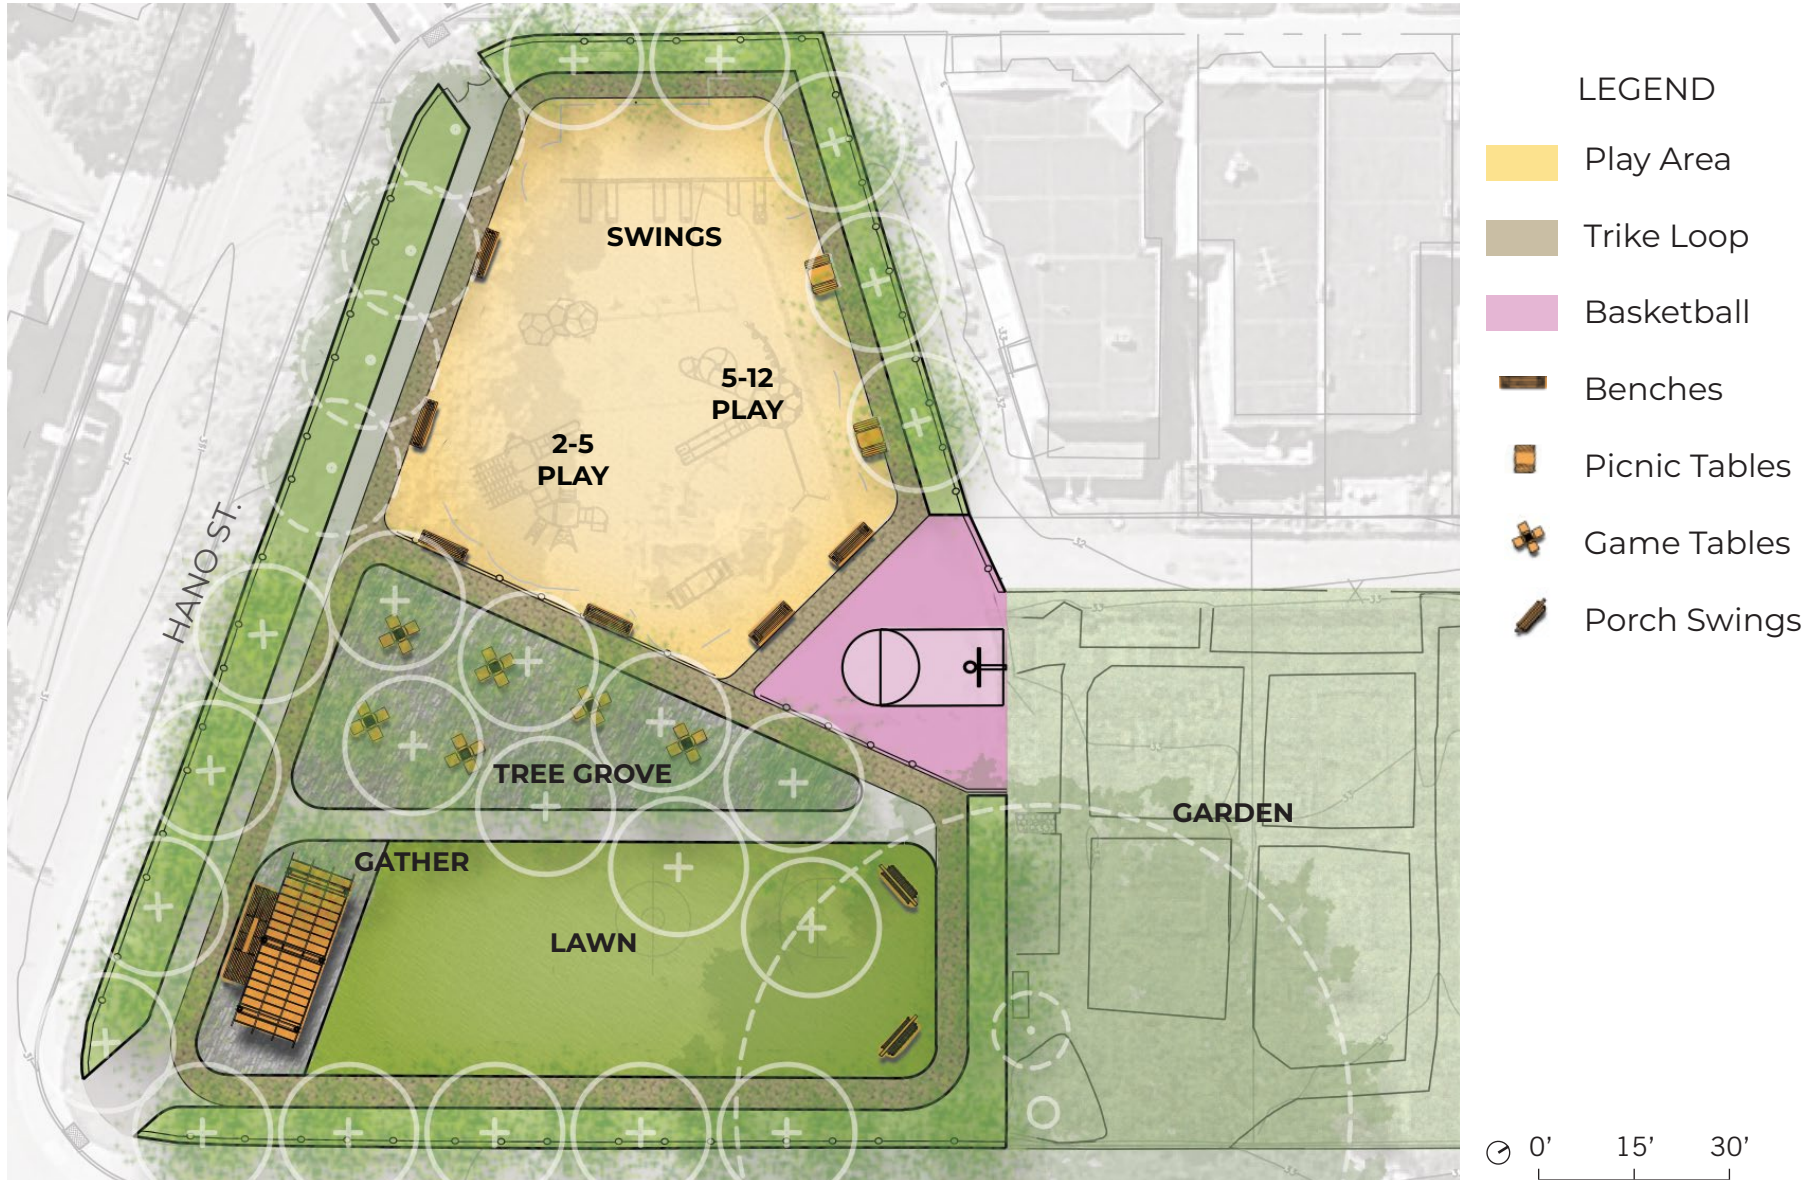 LEGEND
Play Area
Trike Loop
Basketball
Benches
Picnic Tables
Game Tables
Porch Swings
SWINGS
5-12
PLAY
2-5
PLAY
HANO ST.
TREE GROVE
GARDEN
GATHER
LAWN
0' 15' 30'